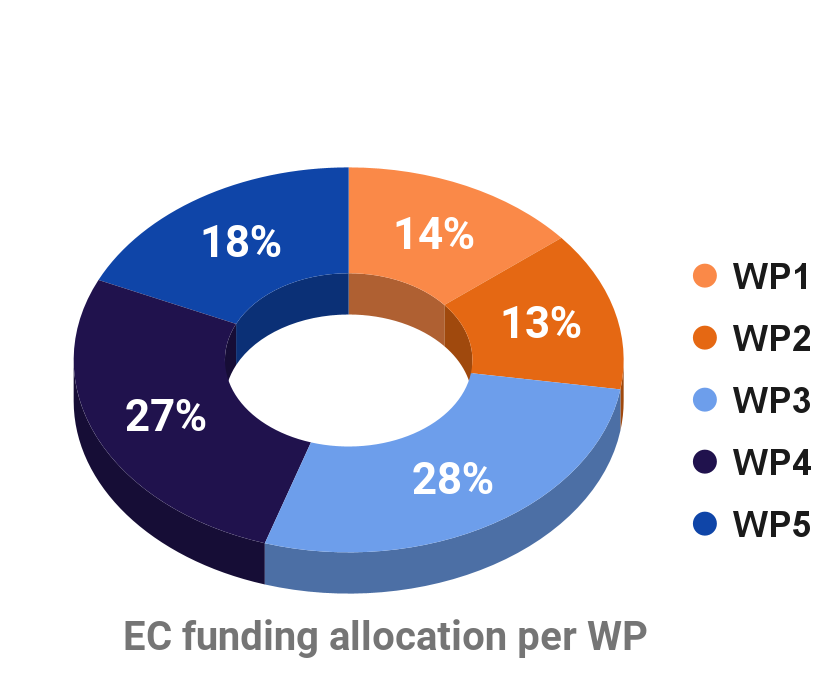 18%
14%
13%
27%
28%
WP1
WP2
WP3
WP4
WP5
EC funding allocation per WP